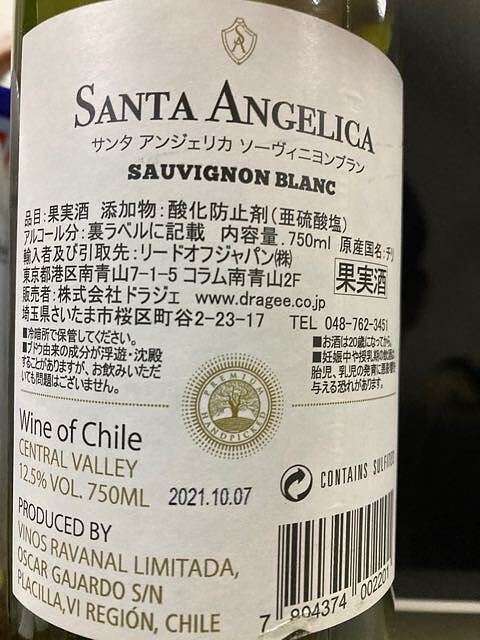 SA
SANTA ANGELICA
サンタ アンジェリカ ソーヴィニヨンブラン
SAUVIGNON BLANC
品目:果実酒 添加物:酸化防止剤(亜硫酸塩)
アルコール分:裏ラベルに記載 内容量.750ml 原産国名:チリ
輸入者及び引取先:リードオフジャパン(株)
東京都港区南青山7-1-5 コラム南青山2F
果実酒
販売者:株式会社ドラジェ www.dragee.co.jp
埼玉県さいたま市桜区町谷2-23-17 TEL 048-762-3451
■冷暗所で保管してください。
■ブドウ由来の成分が浮遊・沈殿
することがありますが、お飲みいただ
いても問題はございません。
■お酒は20歳になってから。
■妊娠中や授乳期の飲酒は、
胎児、乳児の発育に悪影響を
与える恐れがあります。
PREMIUM
HANDPICKED
Wine of Chile
CENTRAL VALLEY
12.5% VOL. 750ML
2021.10.07
CONTAINS SULFITES
PRODUCED BY
VINOS RAVANAL LIMITADA,
OSCAR GAJARDO S/N
PLACILLA,VI REGIÓN, CHILE
7 804374 002201